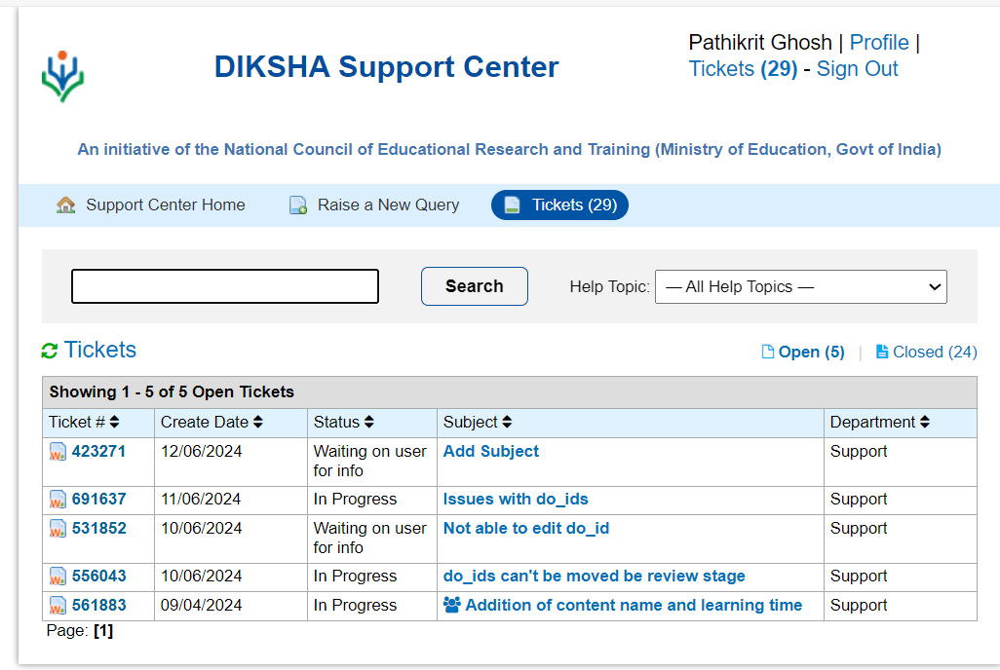 DIKSHA Support Center
Pathikrit Ghosh | Profile |
Tickets (29) - Sign Out
An initiative of the National Council of Educational Research and Training (Ministry of Education, Govt of India)
Support Center Home Raise a New Query Tickets (29)
Search Help Topic: — All Help Topics —
Tickets Open (5) | Closed (24)
Showing 1 - 5 of 5 Open Tickets
Ticket # Create Date Status Subject Department
423271 12/06/2024 Waiting on user for info Add Subject Support
691637 11/06/2024 In Progress Issues with do_ids Support
531852 10/06/2024 Waiting on user for info Not able to edit do_id Support
556043 10/06/2024 In Progress do_ids can't be moved be review stage Support
561883 09/04/2024 In Progress Addition of content name and learning time Support
Page: [1]